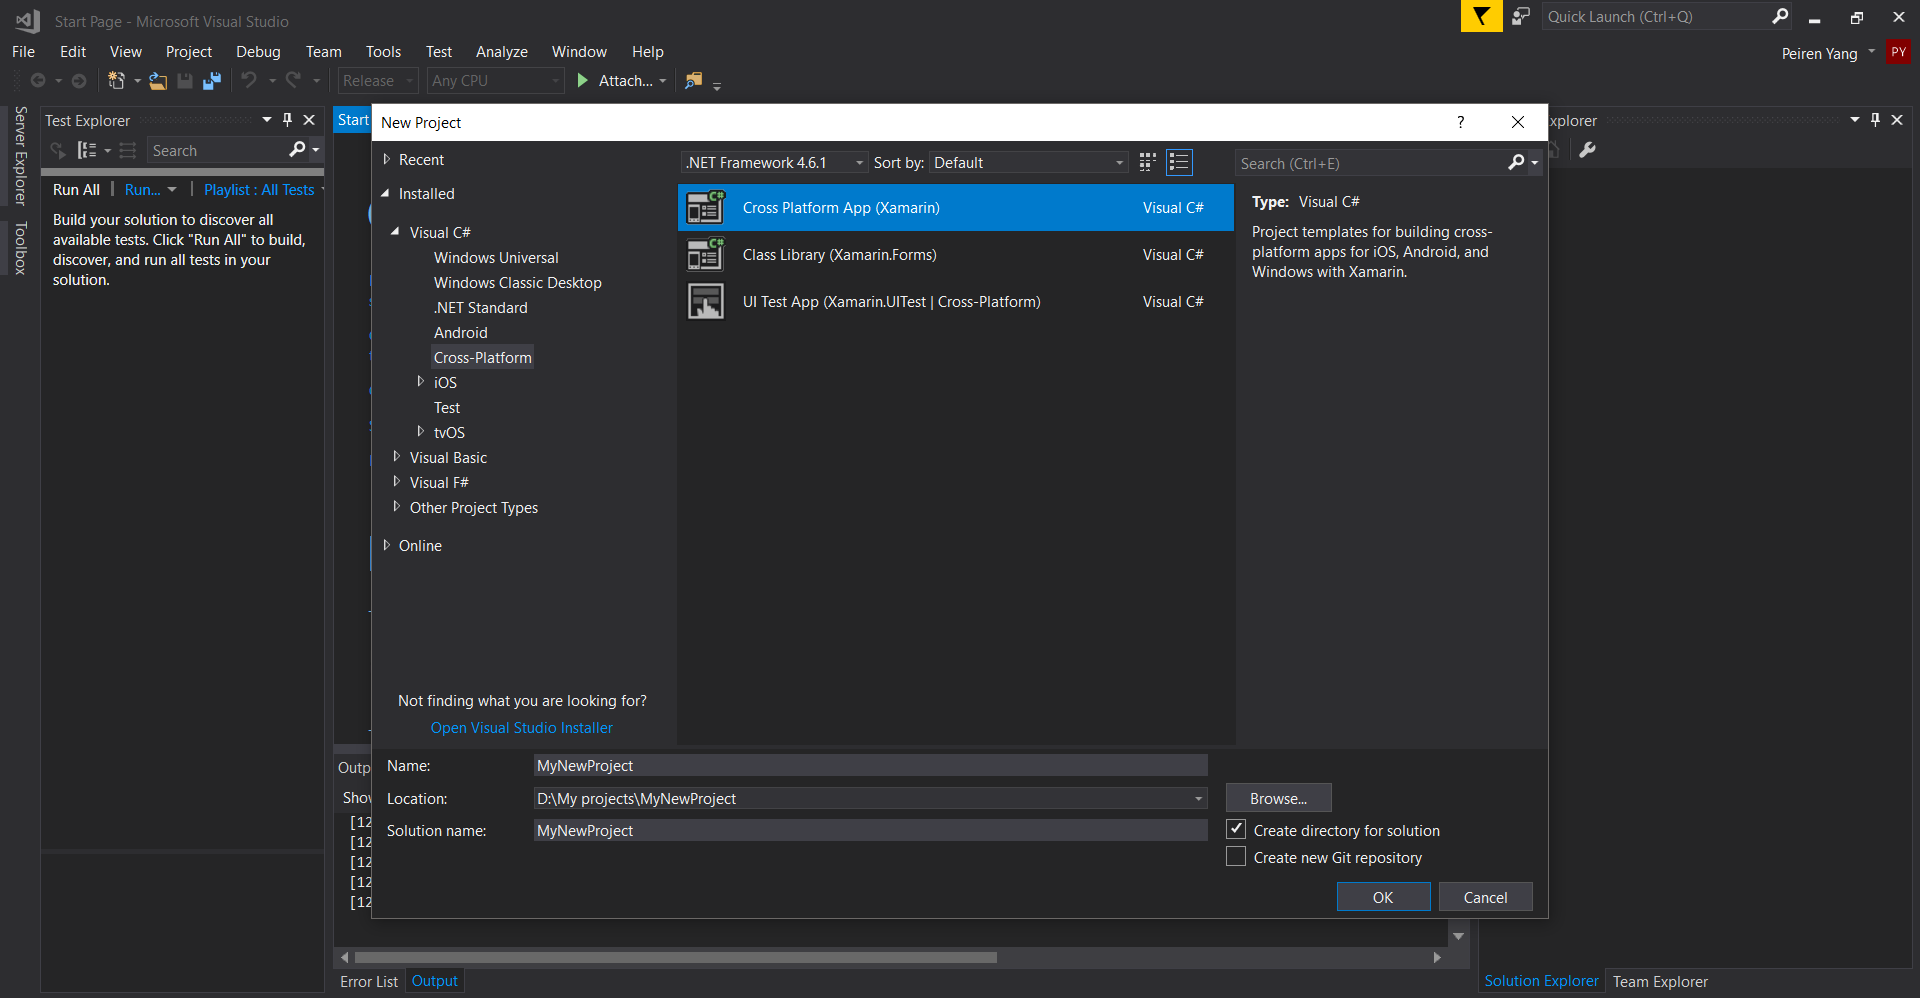 Start Page - Microsoft Visual Studio
Quick Launch (Ctrl+Q)
File Edit View Project Debug Team Tools Test Analyze Window Help
Peiren Yang PY
Release Any CPU Attach...
Server Explorer
Toolbox
Test Explorer
Search
Run All | Run... | Playlist : All Tests
Build your solution to discover all
available tests. Click "Run All" to build,
discover, and run all tests in your
solution.
Start
New Project
?
xplorer
Recent
Installed
Visual C#
Windows Universal
Windows Classic Desktop
.NET Standard
Android
Cross-Platform
iOS
Test
tvOS
Visual Basic
Visual F#
Other Project Types
Online
Not finding what you are looking for?
Open Visual Studio Installer
.NET Framework 4.6.1 Sort by: Default
Search (Ctrl+E)
C# Cross Platform App (Xamarin) Visual C#
C# Class Library (Xamarin.Forms) Visual C#
UI Test App (Xamarin.UITest | Cross-Platform) Visual C#
Type: Visual C#
Project templates for building cross-
platform apps for iOS, Android, and
Windows with Xamarin.
Name: MyNewProject
Location: D:\My projects\MyNewProject Browse...
Solution name: MyNewProject
Create directory for solution
Create new Git repository
OK Cancel
Outp
Show
[12
[12
[12
[12
[12
Error List Output
Solution Explorer Team Explorer